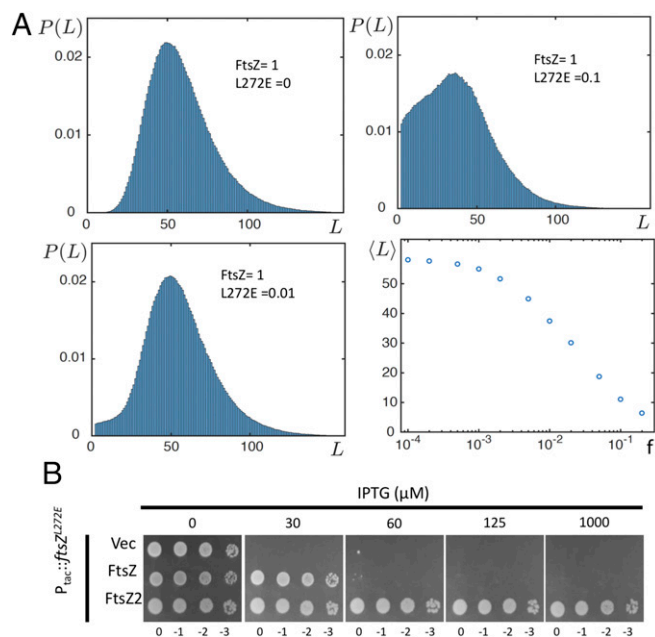 A
P(L)
0.02
0.01
0
0
50
100
L
FtsZ= 1
L272E =0
P(L)
0.02
0.01
0
0
50
100
L
FtsZ= 1
L272E =0.1
P(L)
0.02
0.01
0
0
50
100
L
FtsZ= 1
L272E =0.01
⟨L⟩
50
40
30
20
10
0
10⁻⁴
10⁻³
10⁻²
10⁻¹
f
B
IPTG (μM)
0 30 60 125 1000
Ptac::ftsZL272E
Vec
FtsZ
FtsZ2
0 -1 -2 -3 0 -1 -2 -3 0 -1 -2 -3 0 -1 -2 -3 0 -1 -2 -3